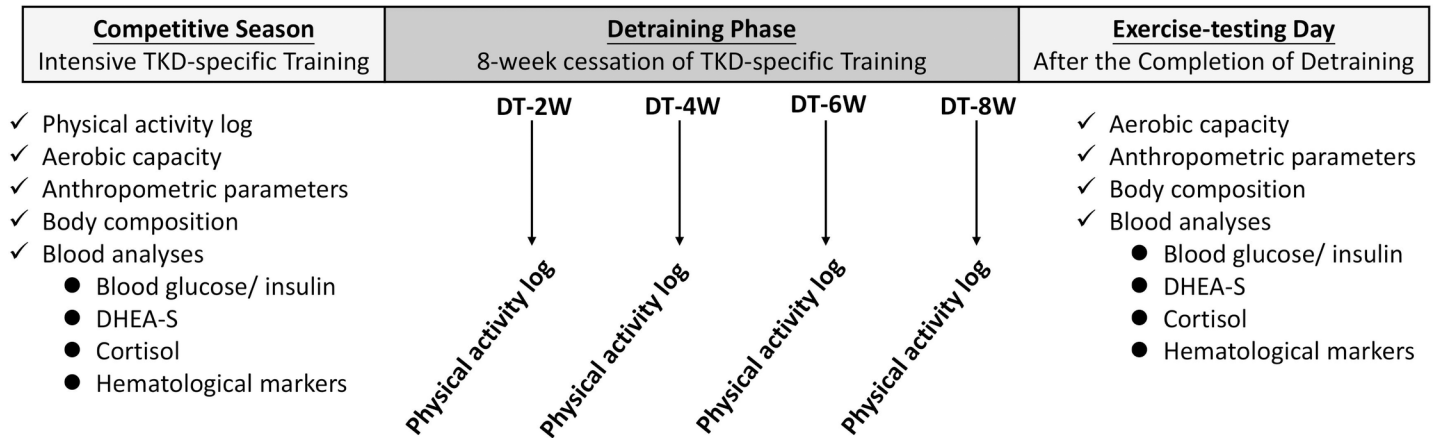 Competitive Season
Intensive TKD-specific Training
Detraining Phase
8-week cessation of TKD-specific Training
Exercise-testing Day
After the Completion of Detraining
✓ Physical activity log
✓ Aerobic capacity
✓ Anthropometric parameters
✓ Body composition
✓ Blood analyses
● Blood glucose/ insulin
● DHEA-S
● Cortisol
● Hematological markers
DT-2W
DT-4W
DT-6W
DT-8W
Physical activity log
Physical activity log
Physical activity log
Physical activity log
✓ Aerobic capacity
✓ Anthropometric parameters
✓ Body composition
✓ Blood analyses
● Blood glucose/ insulin
● DHEA-S
● Cortisol
● Hematological markers